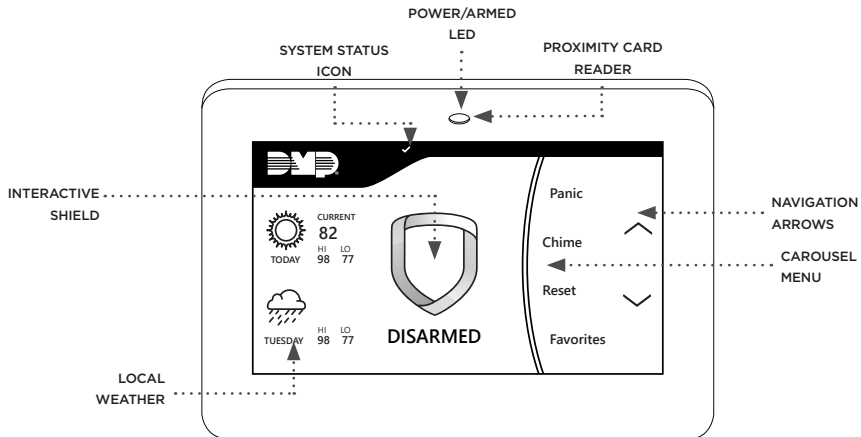 POWER/ARMED
LED
SYSTEM STATUS
ICON
PROXIMITY CARD
READER
DMP
INTERACTIVE
SHIELD
Panic
NAVIGATION
ARROWS
CURRENT
82
HI LO
TODAY 98 77
Chime
CAROUSEL
MENU
Reset
HI LO
TUESDAY 98 77
DISARMED
Favorites
LOCAL
WEATHER